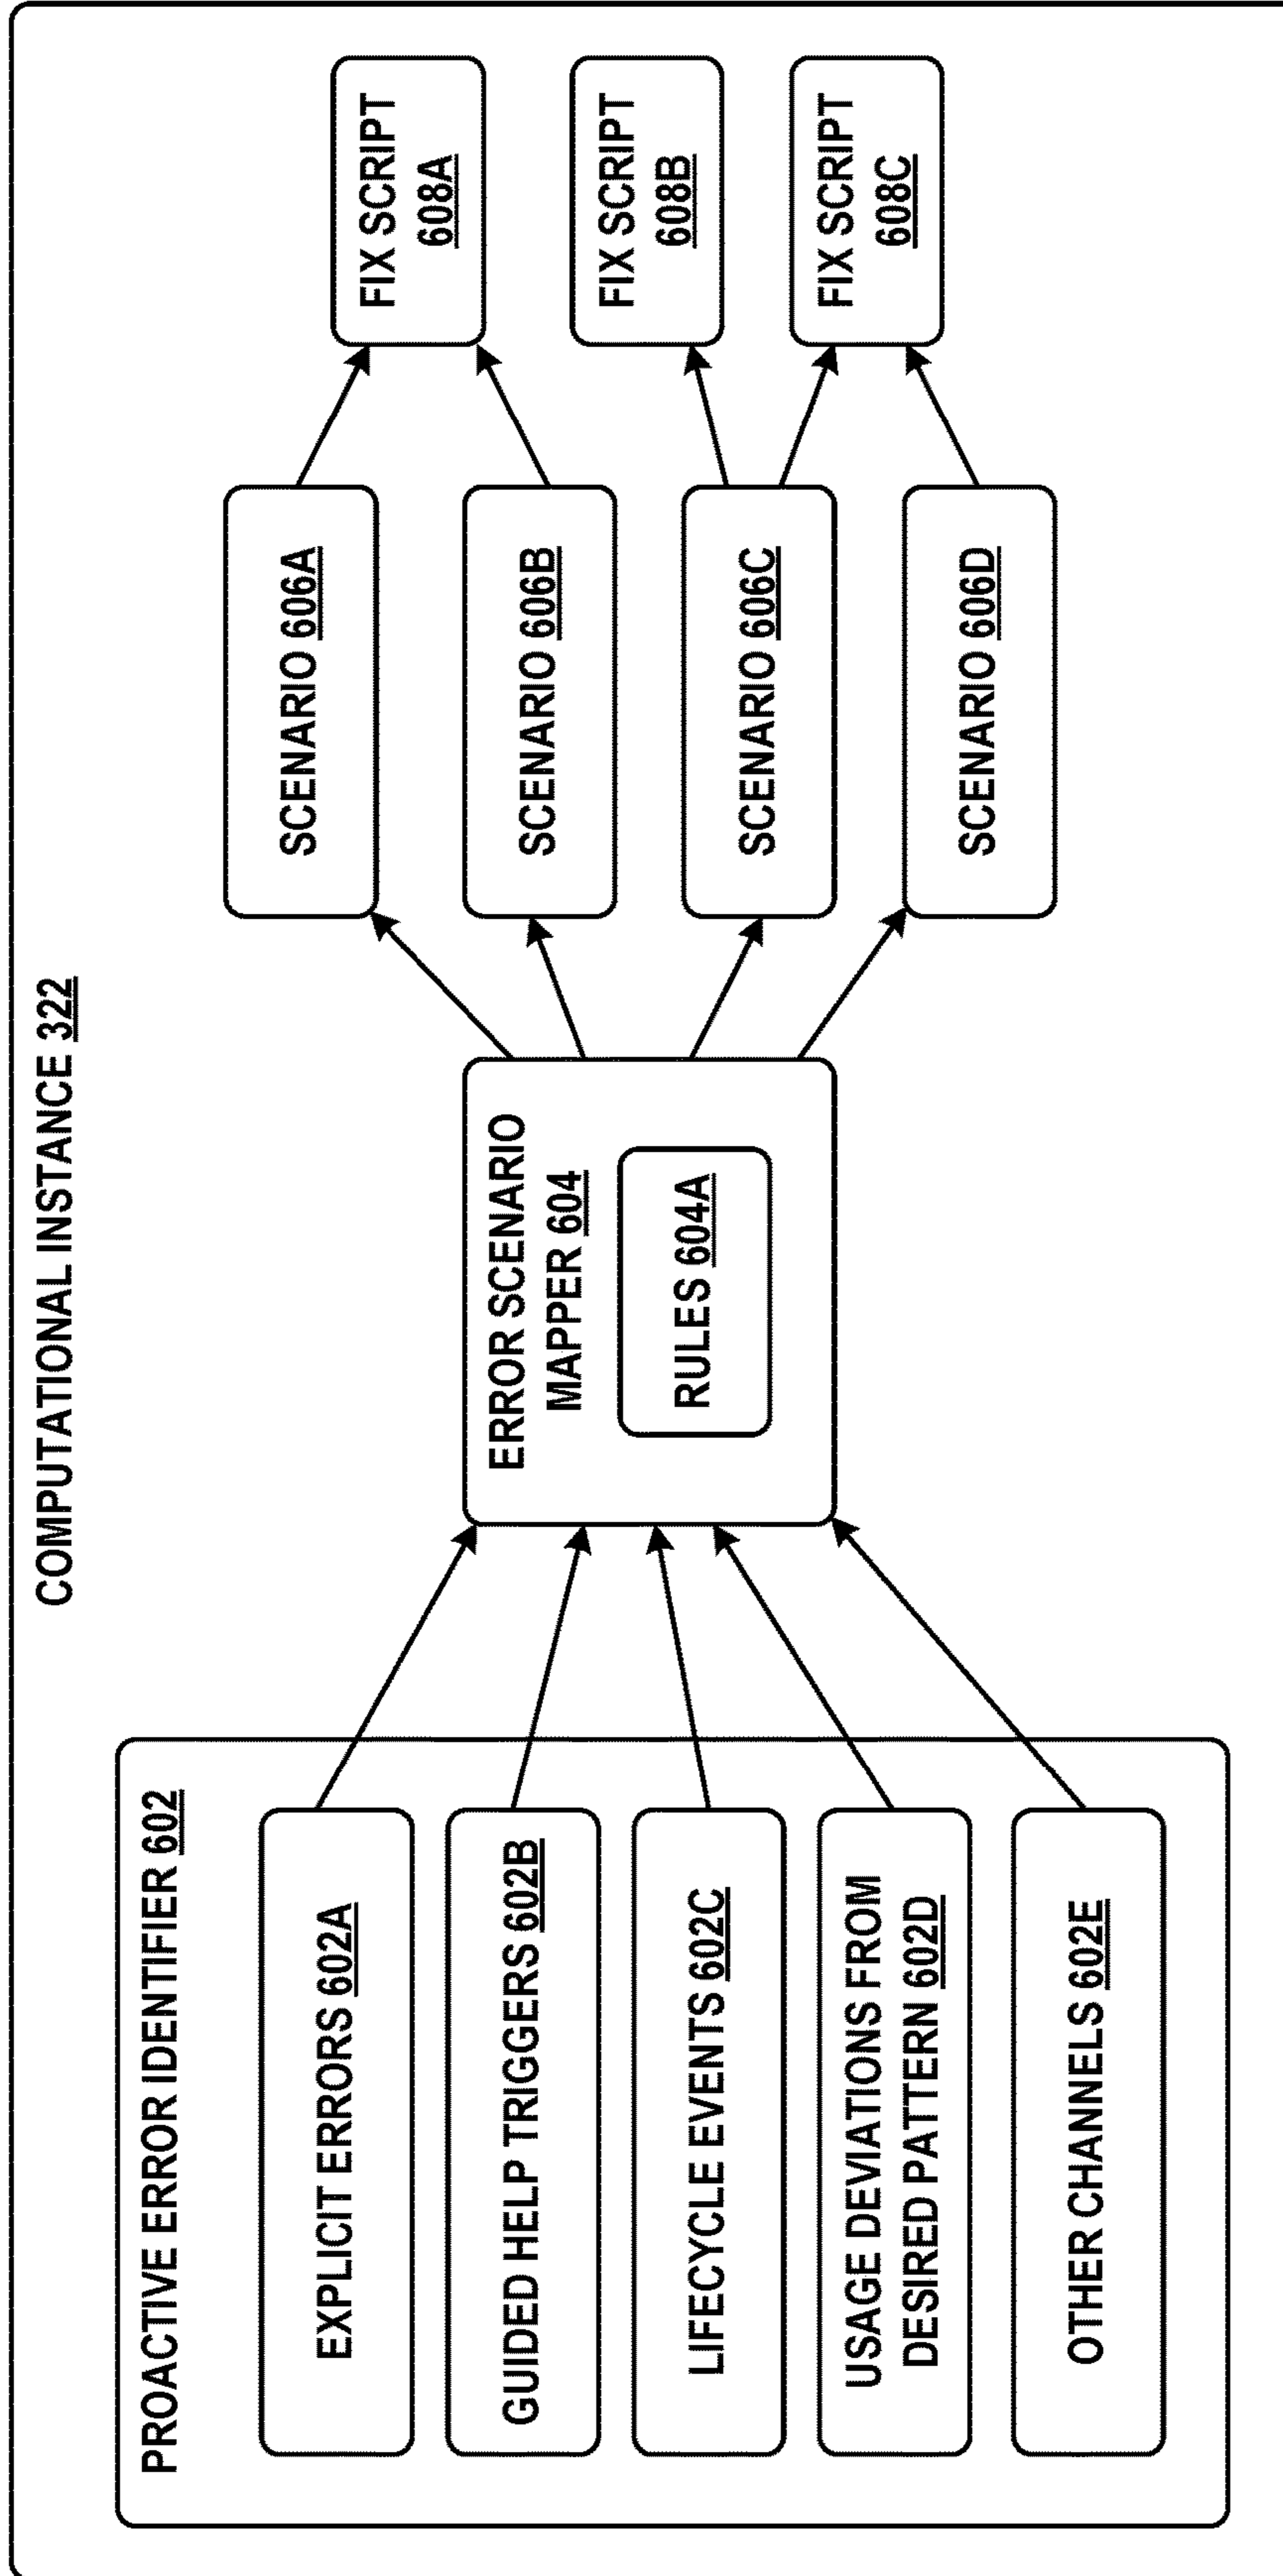 COMPUTATIONAL INSTANCE 322
PROACTIVE ERROR IDENTIFIER 602
EXPLICIT ERRORS 602A
GUIDED HELP TRIGGERS 602B
LIFECYCLE EVENTS 602C
USAGE DEVIATIONS FROM
DESIRED PATTERN 602D
OTHER CHANNELS 602E
ERROR SCENARIO
MAPPER 604
RULES 604A
SCENARIO 606A
SCENARIO 606B
SCENARIO 606C
SCENARIO 606D
FIX SCRIPT
608A
FIX SCRIPT
608B
FIX SCRIPT
608C